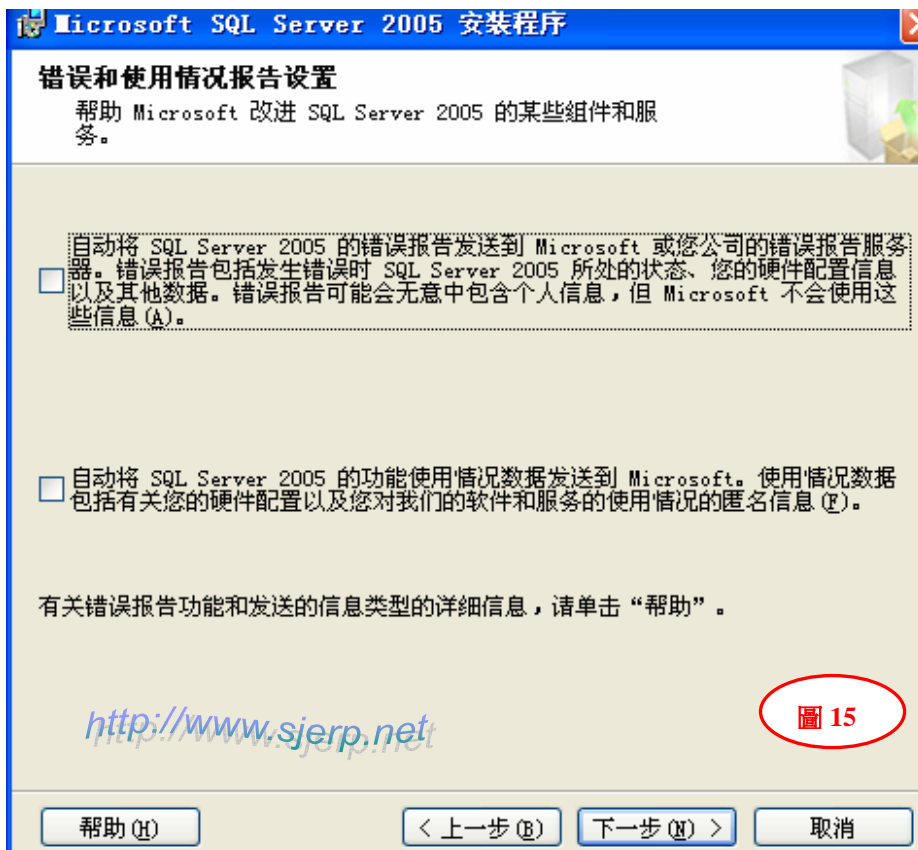 Microsoft SQL Server 2005 安装程序
错误和使用情况报告设置
帮助 Microsoft 改进 SQL Server 2005 的某些组件和服
务。
自动将 SQL Server 2005 的错误报告发送到 Microsoft 或您公司的错误报告服务
器。错误报告包括发生错误时 SQL Server 2005 所处的状态、您的硬件配置信息
以及其他数据。错误报告可能会无意中包含个人信息,但 Microsoft 不会使用这
些信息(A)。
自动将 SQL Server 2005 的功能使用情况数据发送到 Microsoft。使用情况数据
包括有关您的硬件配置以及您对我们的软件和服务的使用情况的匿名信息(F)。
有关错误报告功能和发送的信息类型的详细信息,请单击“帮助”。
http://www.sjerp.net
圖 15
帮助(H)
< 上一步(B)
下一步(N) >
取消